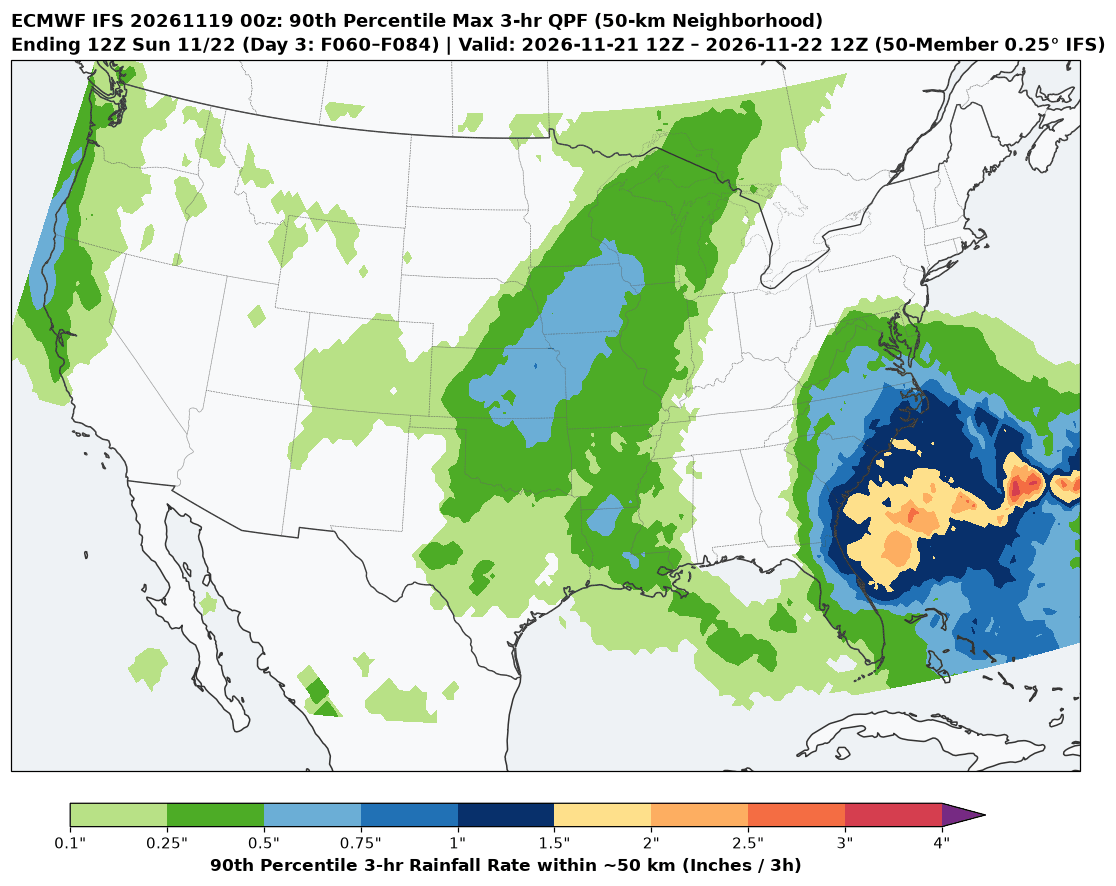 ECMWF IFS 20261119 00z: 90th Percentile Max 3-hr QPF (50-km Neighborhood)
Ending 12Z Sun 11/22 (Day 3: F060–F084) | Valid: 2026-11-21 12Z – 2026-11-22 12Z (50-Member 0.25° IFS)
0.1" 0.25" 0.5" 0.75" 1" 1.5" 2" 2.5" 3" 4"
90th Percentile 3-hr Rainfall Rate within ~50 km (Inches / 3h)